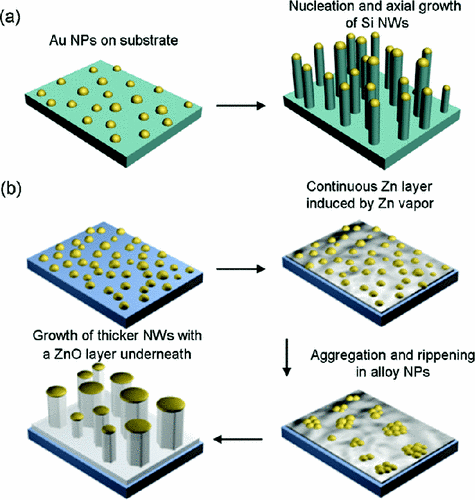 (a)
Au NPs on substrate
Nucleation and axial growth
of Si NWs
(b)
Continuous Zn layer
induced by Zn vapor
Growth of thicker NWs with
a ZnO layer underneath
Aggregation and rippening
in alloy NPs